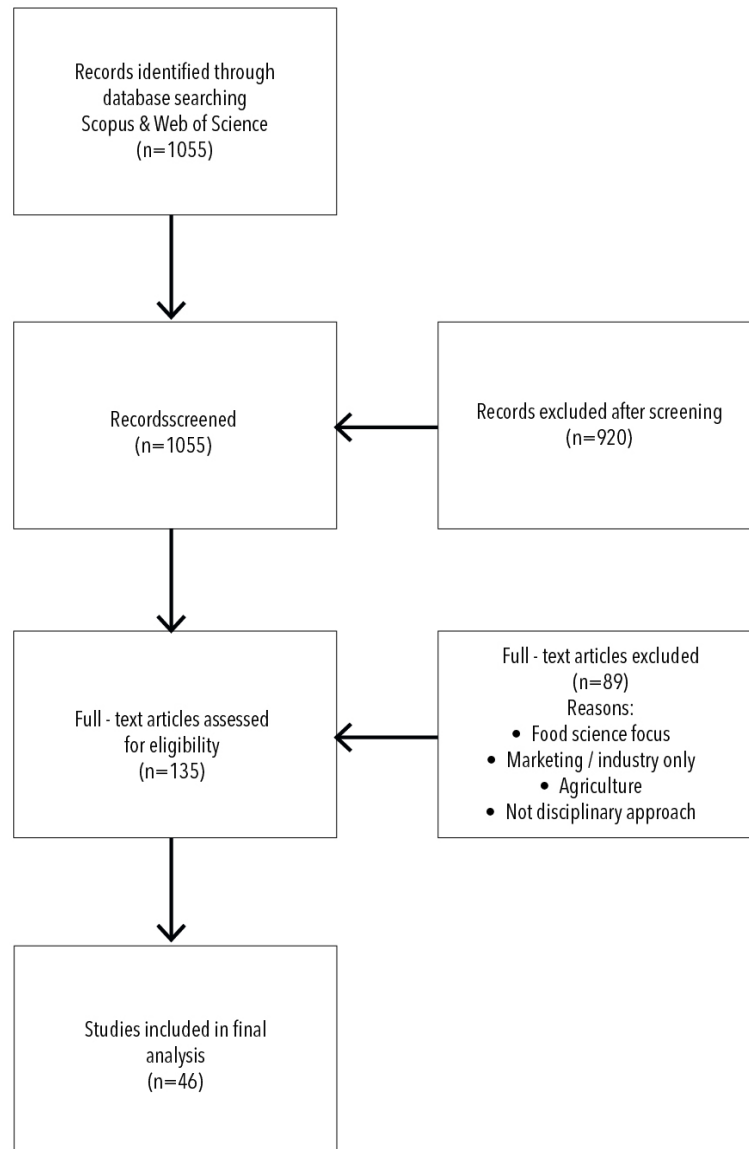 Records identified through
database searching
Scopus & Web of Science
(n=1055)
Recordsscreened
(n=1055)
Records excluded after screening
(n=920)
Full - text articles assessed
for eligibility
(n=135)
Full - text articles excluded
(n=89)
Reasons:
• Food science focus
• Marketing / industry only
• Agriculture
• Not disciplinary approach
Studies included in final
analysis
(n=46)